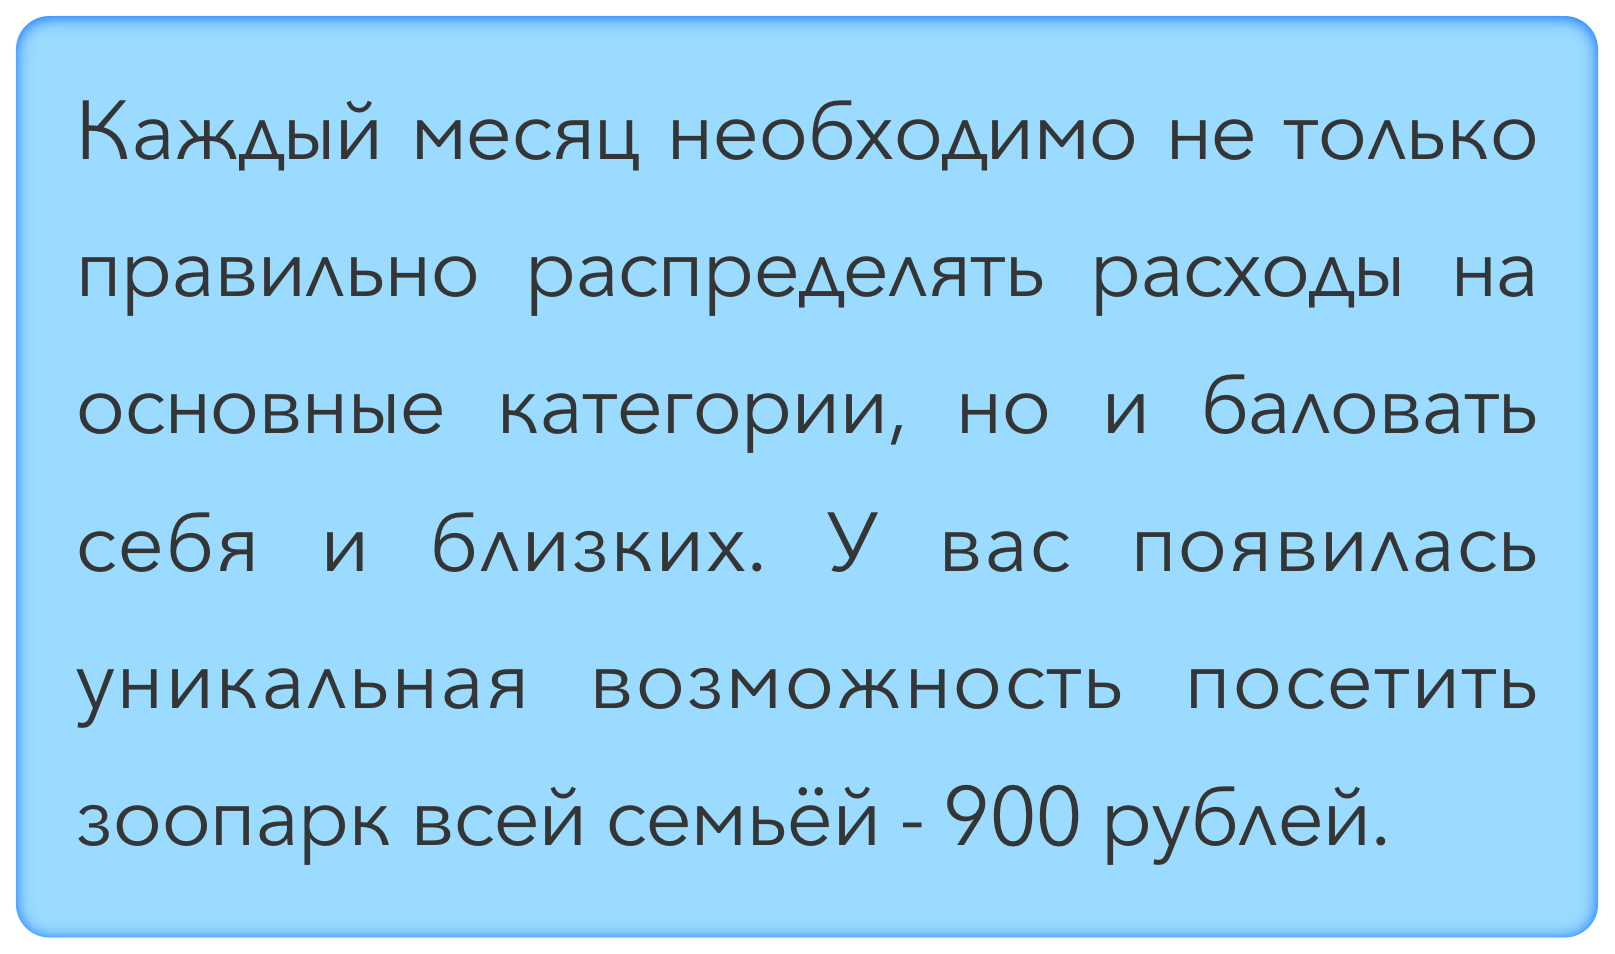 Каждый месяц необходимо не только
правильно распределять расходы на
основные категории, но и баловать
себя и близких. У вас появилась
уникальная возможность посетить
зоопарк всей семьёй - 900 рублей.